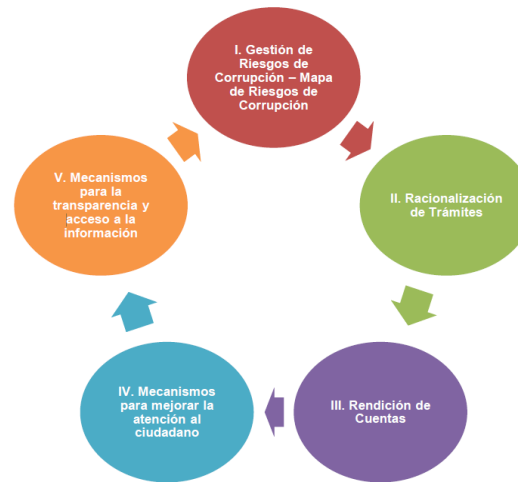 I. Gestión de
Riesgos de
Corrupción – Mapa
de Riesgos de
Corrupción
II. Racionalización
de Trámites
III. Rendición de
Cuentas
IV. Mecanismos
para mejorar la
atención al
ciudadano
V. Mecanismos
para la
transparencia y
acceso a la
información